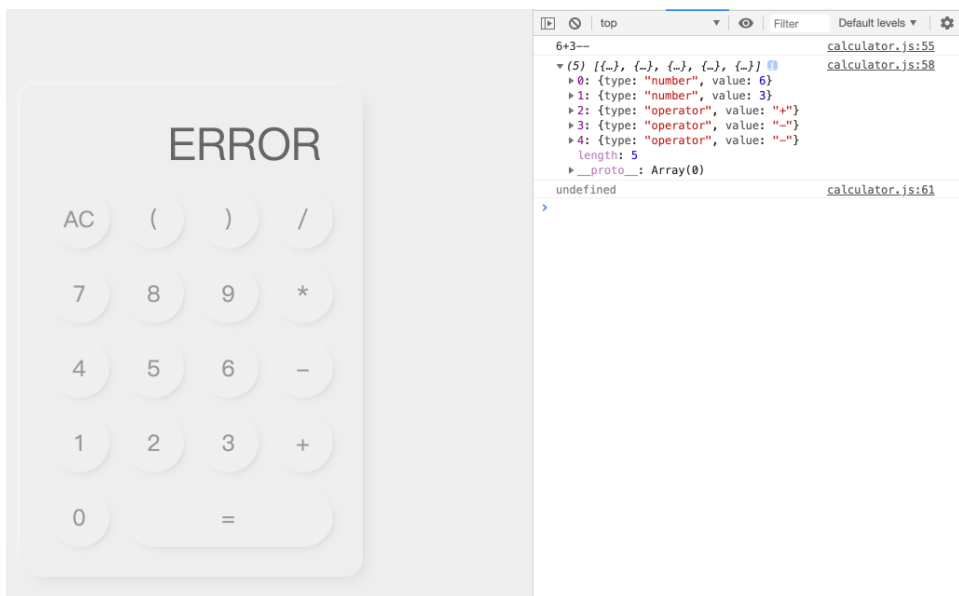 ERROR
AC ( ) /
7 8 9 *
4 5 6 −
1 2 3 +
0 =
top ▼ Filter Default levels ▼
6+3-- calculator.js:55
▼(5) [{…}, {…}, {…}, {…}, {…}] i calculator.js:58
▶0: {type: "number", value: 6}
▶1: {type: "number", value: 3}
▶2: {type: "operator", value: "+"}
▶3: {type: "operator", value: "-"}
▶4: {type: "operator", value: "-"}
length: 5
▶__proto__: Array(0)
undefined calculator.js:61
>